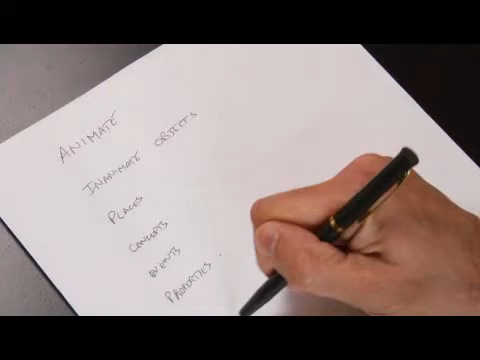 ANIMATE
INANIMATE OBJECTS
PLACES
CONCEPTS
EVENTS
PROPERTIES